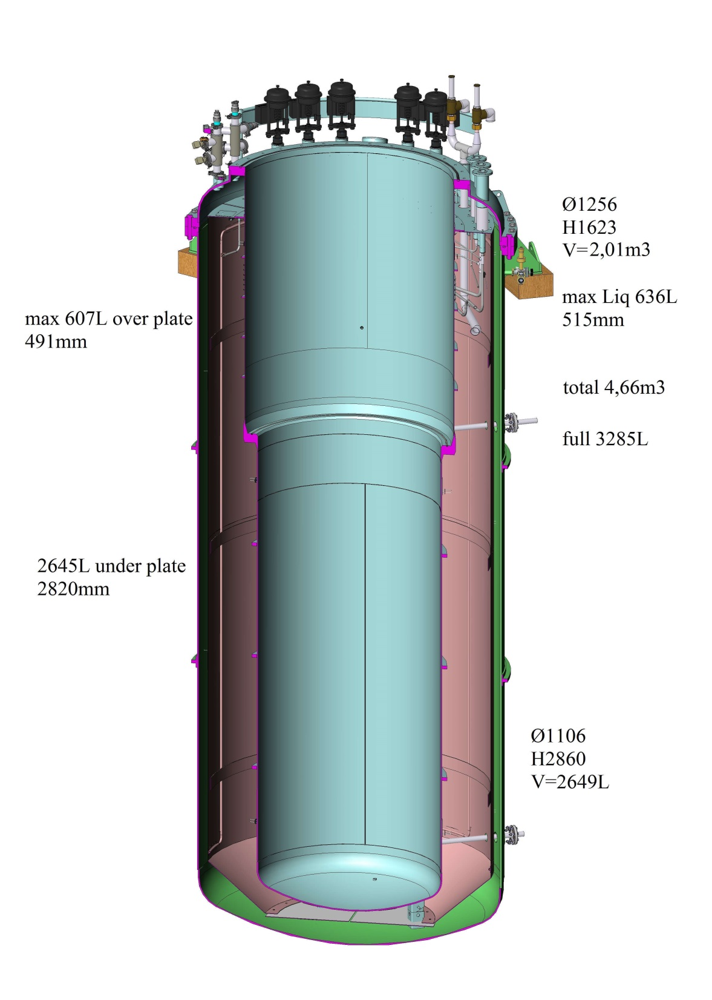 Ø1256
H1623
V=2,01m3
max Liq 636L
515mm
max 607L over plate
491mm
total 4,66m3
full 3285L
2645L under plate
2820mm
Ø1106
H2860
V=2649L